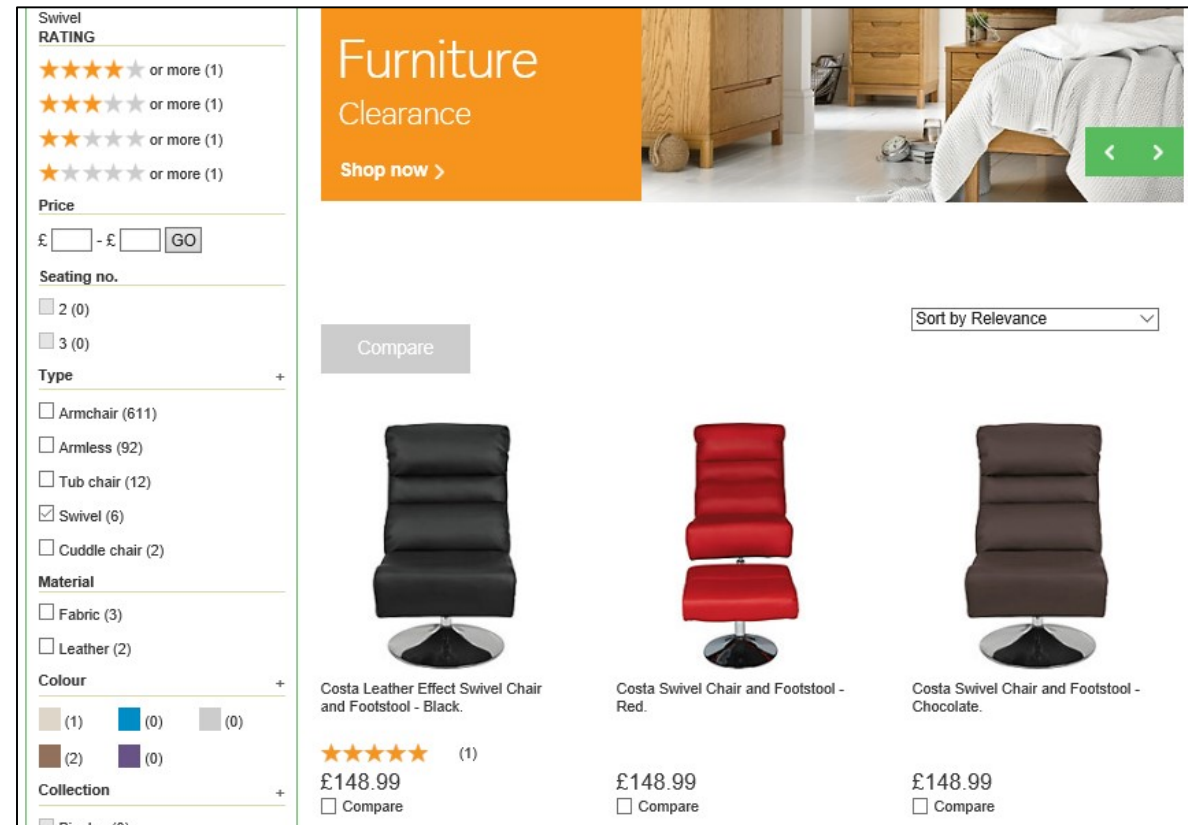 Swivel
RATING
or more (1)
or more (1)
or more (1)
or more (1)
Price
£ - £ GO
Seating no.
2 (0)
3 (0)
Type +
Armchair (611)
Armless (92)
Tub chair (12)
Swivel (6)
Cuddle chair (2)
Material
Fabric (3)
Leather (2)
Colour +
(1) (0) (0)
(2) (0)
Collection +
Furniture
Clearance
Shop now >
< >
Sort by Relevance
Compare
Costa Leather Effect Swivel Chair
and Footstool - Black.
(1)
£148.99
Compare
Costa Swivel Chair and Footstool -
Red.
£148.99
Compare
Costa Swivel Chair and Footstool -
Chocolate.
£148.99
Compare